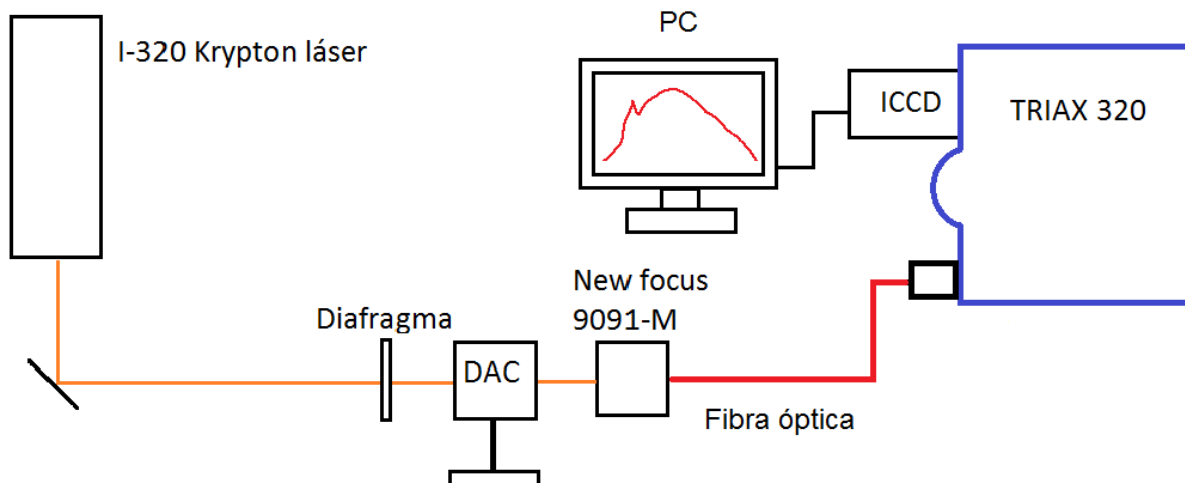 I-320 Krypton láser
PC
ICCD
TRIAX 320
New focus
9091-M
Diafragma
DAC
Fibra óptica